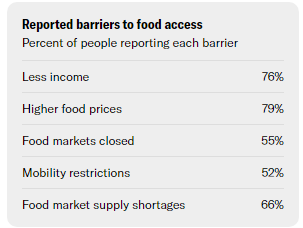 Reported barriers to food access
Percent of people reporting each barrier
Less income 76%
Higher food prices 79%
Food markets closed 55%
Mobility restrictions 52%
Food market supply shortages 66%